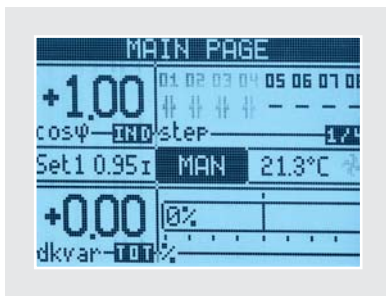 MAIN PAGE
+1.00
cosφ IND
01 02 03 04 05 06 07 08
step 1/4
Set1 0.95I
MAN
21.3°C
+0.00
dkvar TOT
0%
%